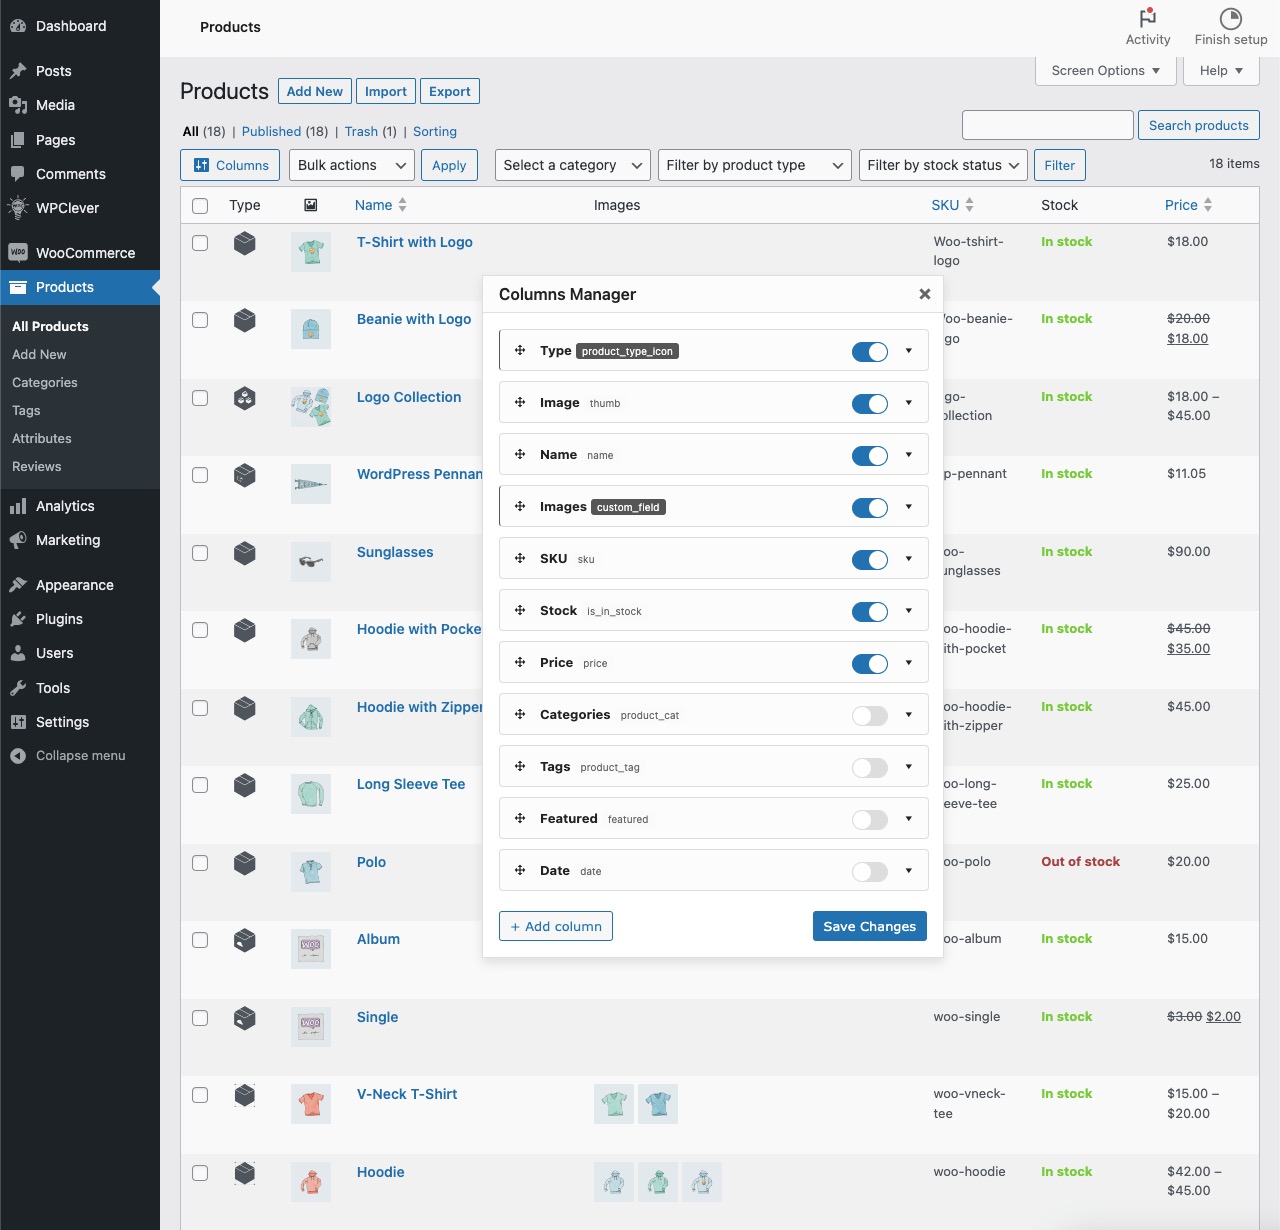 Dashboard
Posts
Media
Pages
Comments
WPClever
WooCommerce
Products
All Products
Add New
Categories
Tags
Attributes
Reviews
Analytics
Marketing
Appearance
Plugins
Users
Tools
Settings
Collapse menu
Products
Activity
Finish setup
Screen Options
Help
Products Add New Import Export
All (18) | Published (18) | Trash (1) | Sorting
Search products
Columns Bulk actions Apply Select a category Filter by product type Filter by stock status Filter 18 items
Type Name Images SKU Stock Price
T-Shirt with Logo Woo-tshirt- In stock $18.00
logo
Beanie with Logo oo-beanie- In stock $20.00
go $18.00
Logo Collection go- In stock $18.00 –
ollection $45.00
WordPress Pennan p-pennant In stock $11.05
Sunglasses oo- In stock $90.00
unglasses
Hoodie with Pocke oo-hoodie- In stock $45.00
ith-pocket $35.00
Hoodie with Zipper oo-hoodie- In stock $45.00
ith-zipper
Long Sleeve Tee oo-long- In stock $25.00
eeve-tee
Polo oo-polo Out of stock $20.00
Album oo-album In stock $15.00
Single woo-single In stock $3.00 $2.00
V-Neck T-Shirt woo-vneck- In stock $15.00 –
tee $20.00
Hoodie woo-hoodie In stock $42.00 –
$45.00
Columns Manager
Type product_type_icon
Image thumb
Name name
Images custom_field
SKU sku
Stock is_in_stock
Price price
Categories product_cat
Tags product_tag
Featured featured
Date date
+ Add column Save Changes